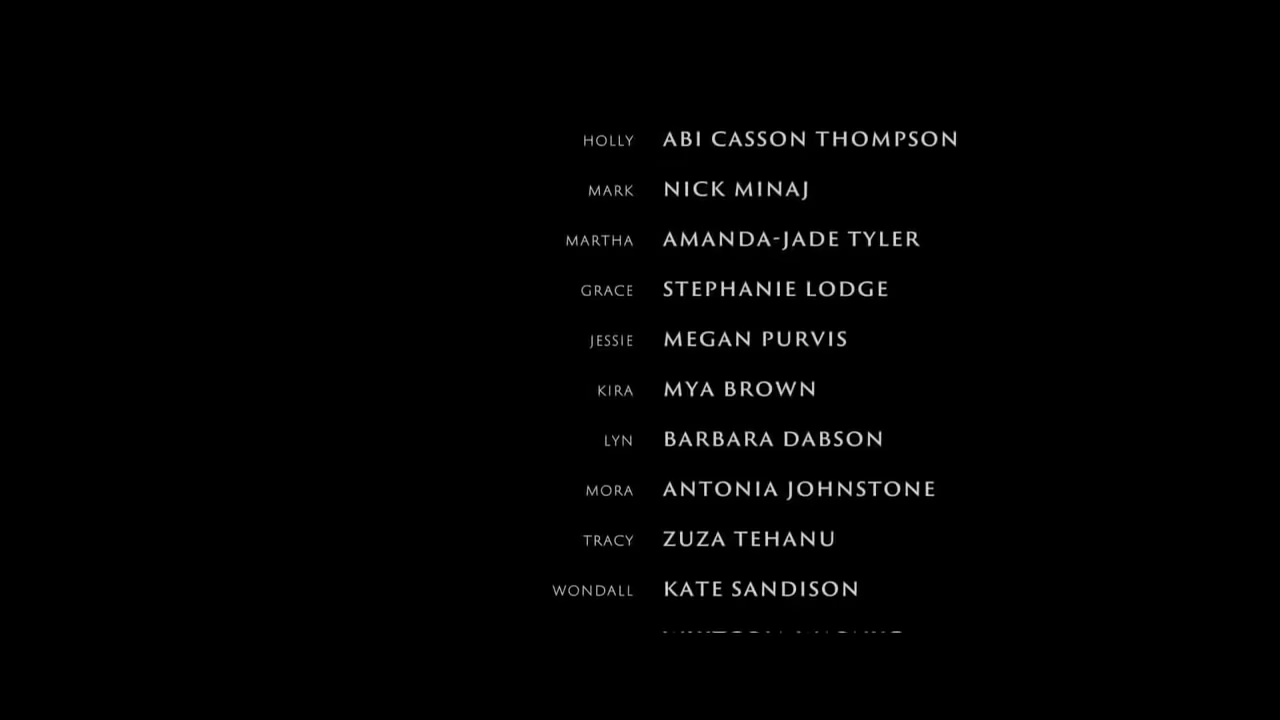 HOLLY ABI CASSON THOMPSON
MARK NICK MINAJ
MARTHA AMANDA-JADE TYLER
GRACE STEPHANIE LODGE
JESSIE MEGAN PURVIS
KIRA MYA BROWN
LYN BARBARA DABSON
MORA ANTONIA JOHNSTONE
TRACY ZUZA TEHANU
WONDALL KATE SANDISON